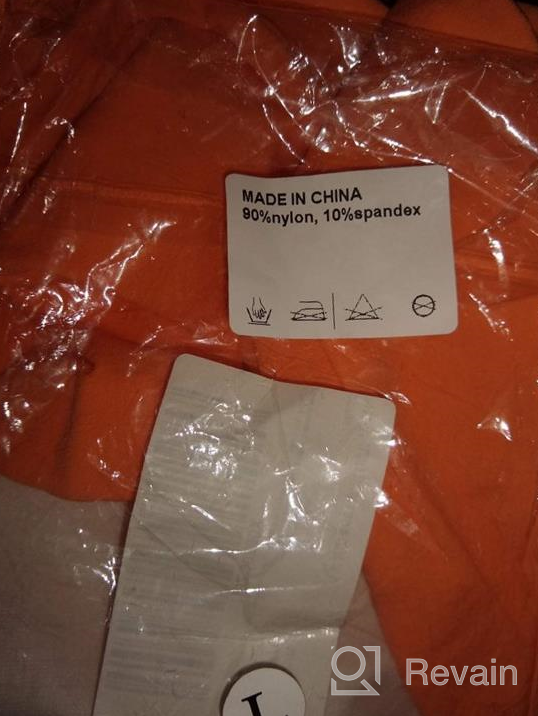 MADE IN CHINA
90%nylon, 10%spandex
L
Revain